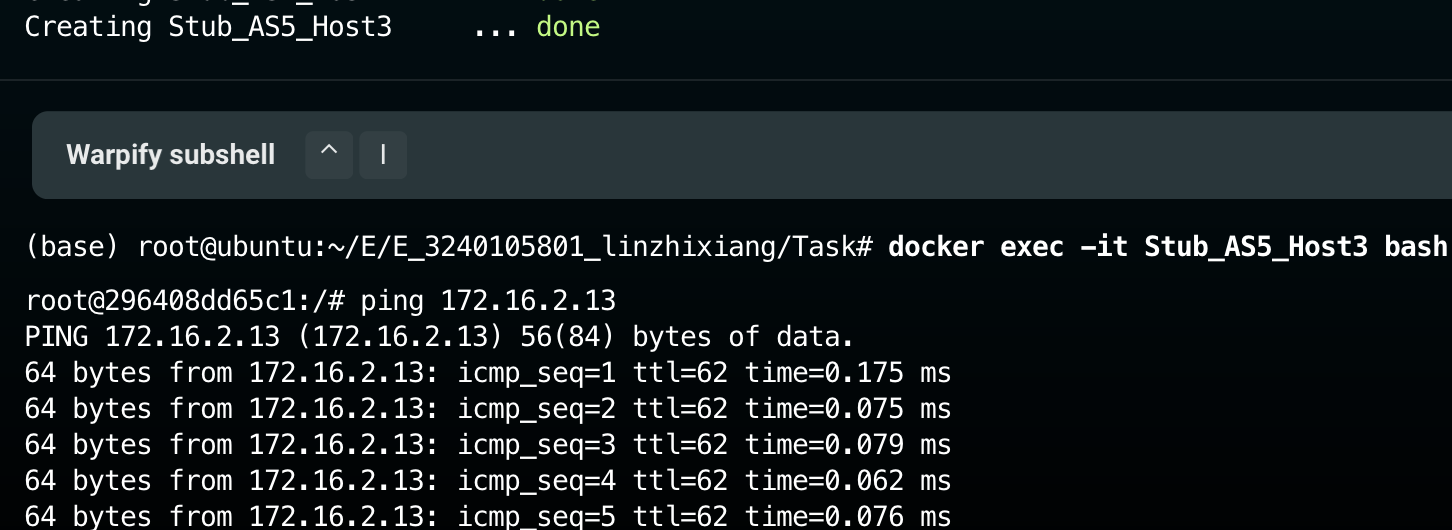 Creating Stub_AS5_Host3 ... done
Warpify subshell ^ I
(base) root@ubuntu:~/E/E_3240105801_linzhixiang/Task# docker exec -it Stub_AS5_Host3 bash
root@296408dd65c1:/# ping 172.16.2.13
PING 172.16.2.13 (172.16.2.13) 56(84) bytes of data.
64 bytes from 172.16.2.13: icmp_seq=1 ttl=62 time=0.175 ms
64 bytes from 172.16.2.13: icmp_seq=2 ttl=62 time=0.075 ms
64 bytes from 172.16.2.13: icmp_seq=3 ttl=62 time=0.079 ms
64 bytes from 172.16.2.13: icmp_seq=4 ttl=62 time=0.062 ms
64 bytes from 172.16.2.13: icmp_seq=5 ttl=62 time=0.076 ms